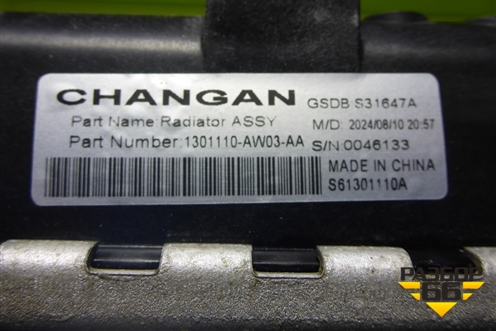 CHANGAN GSDB S31647A
Part Name:Radiator ASSY M/D: 2024/08/10 20:57
Part Number:1301110-AW03-AA S/N 0046133
MADE IN CHINA
S61301110A
РАЗБОР
66